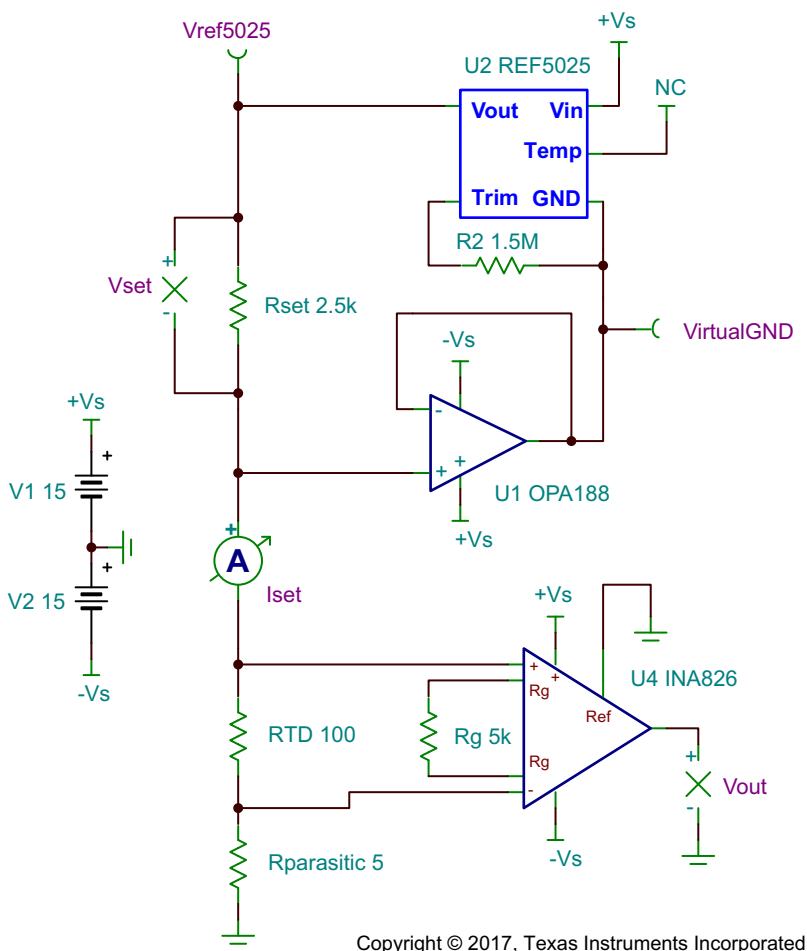 Vref5025
+Vs
U2 REF5025
NC
Vout
Vin
Temp
Trim
GND
R2 1.5M
+
Vset
-
Rset 2.5k
VirtualGND
-Vs
-
+
+
U1 OPA188
+Vs
+Vs
+
V1 15
+
V2 15
-Vs
+
A
Iset
+Vs
+
+
Rg
Ref
U4 INA826
RTD 100
Rg 5k
Rg
-
+
Vout
-
-Vs
Rparasitic 5
Copyright © 2017, Texas Instruments Incorporated